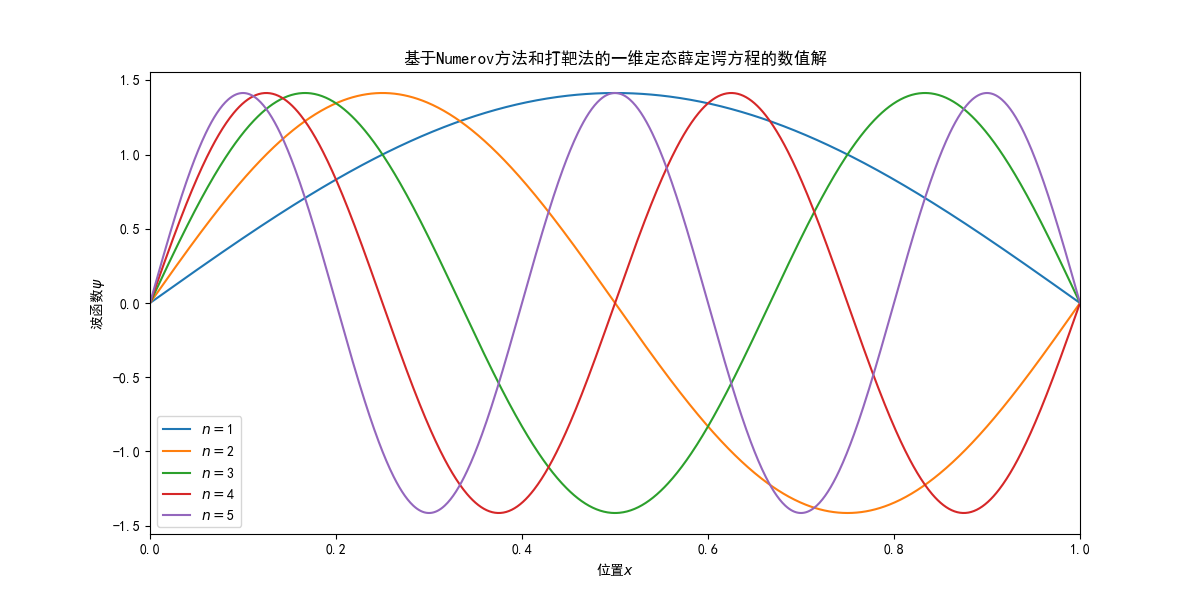 基于Numerov方法和打靶法的一维定态薛定谔方程的数值解
1.5
1.0
0.5
0.0
−0.5
−1.0
−1.5
波函数ψ
n = 1
n = 2
n = 3
n = 4
n = 5
0.0 0.2 0.4 0.6 0.8 1.0
位置x